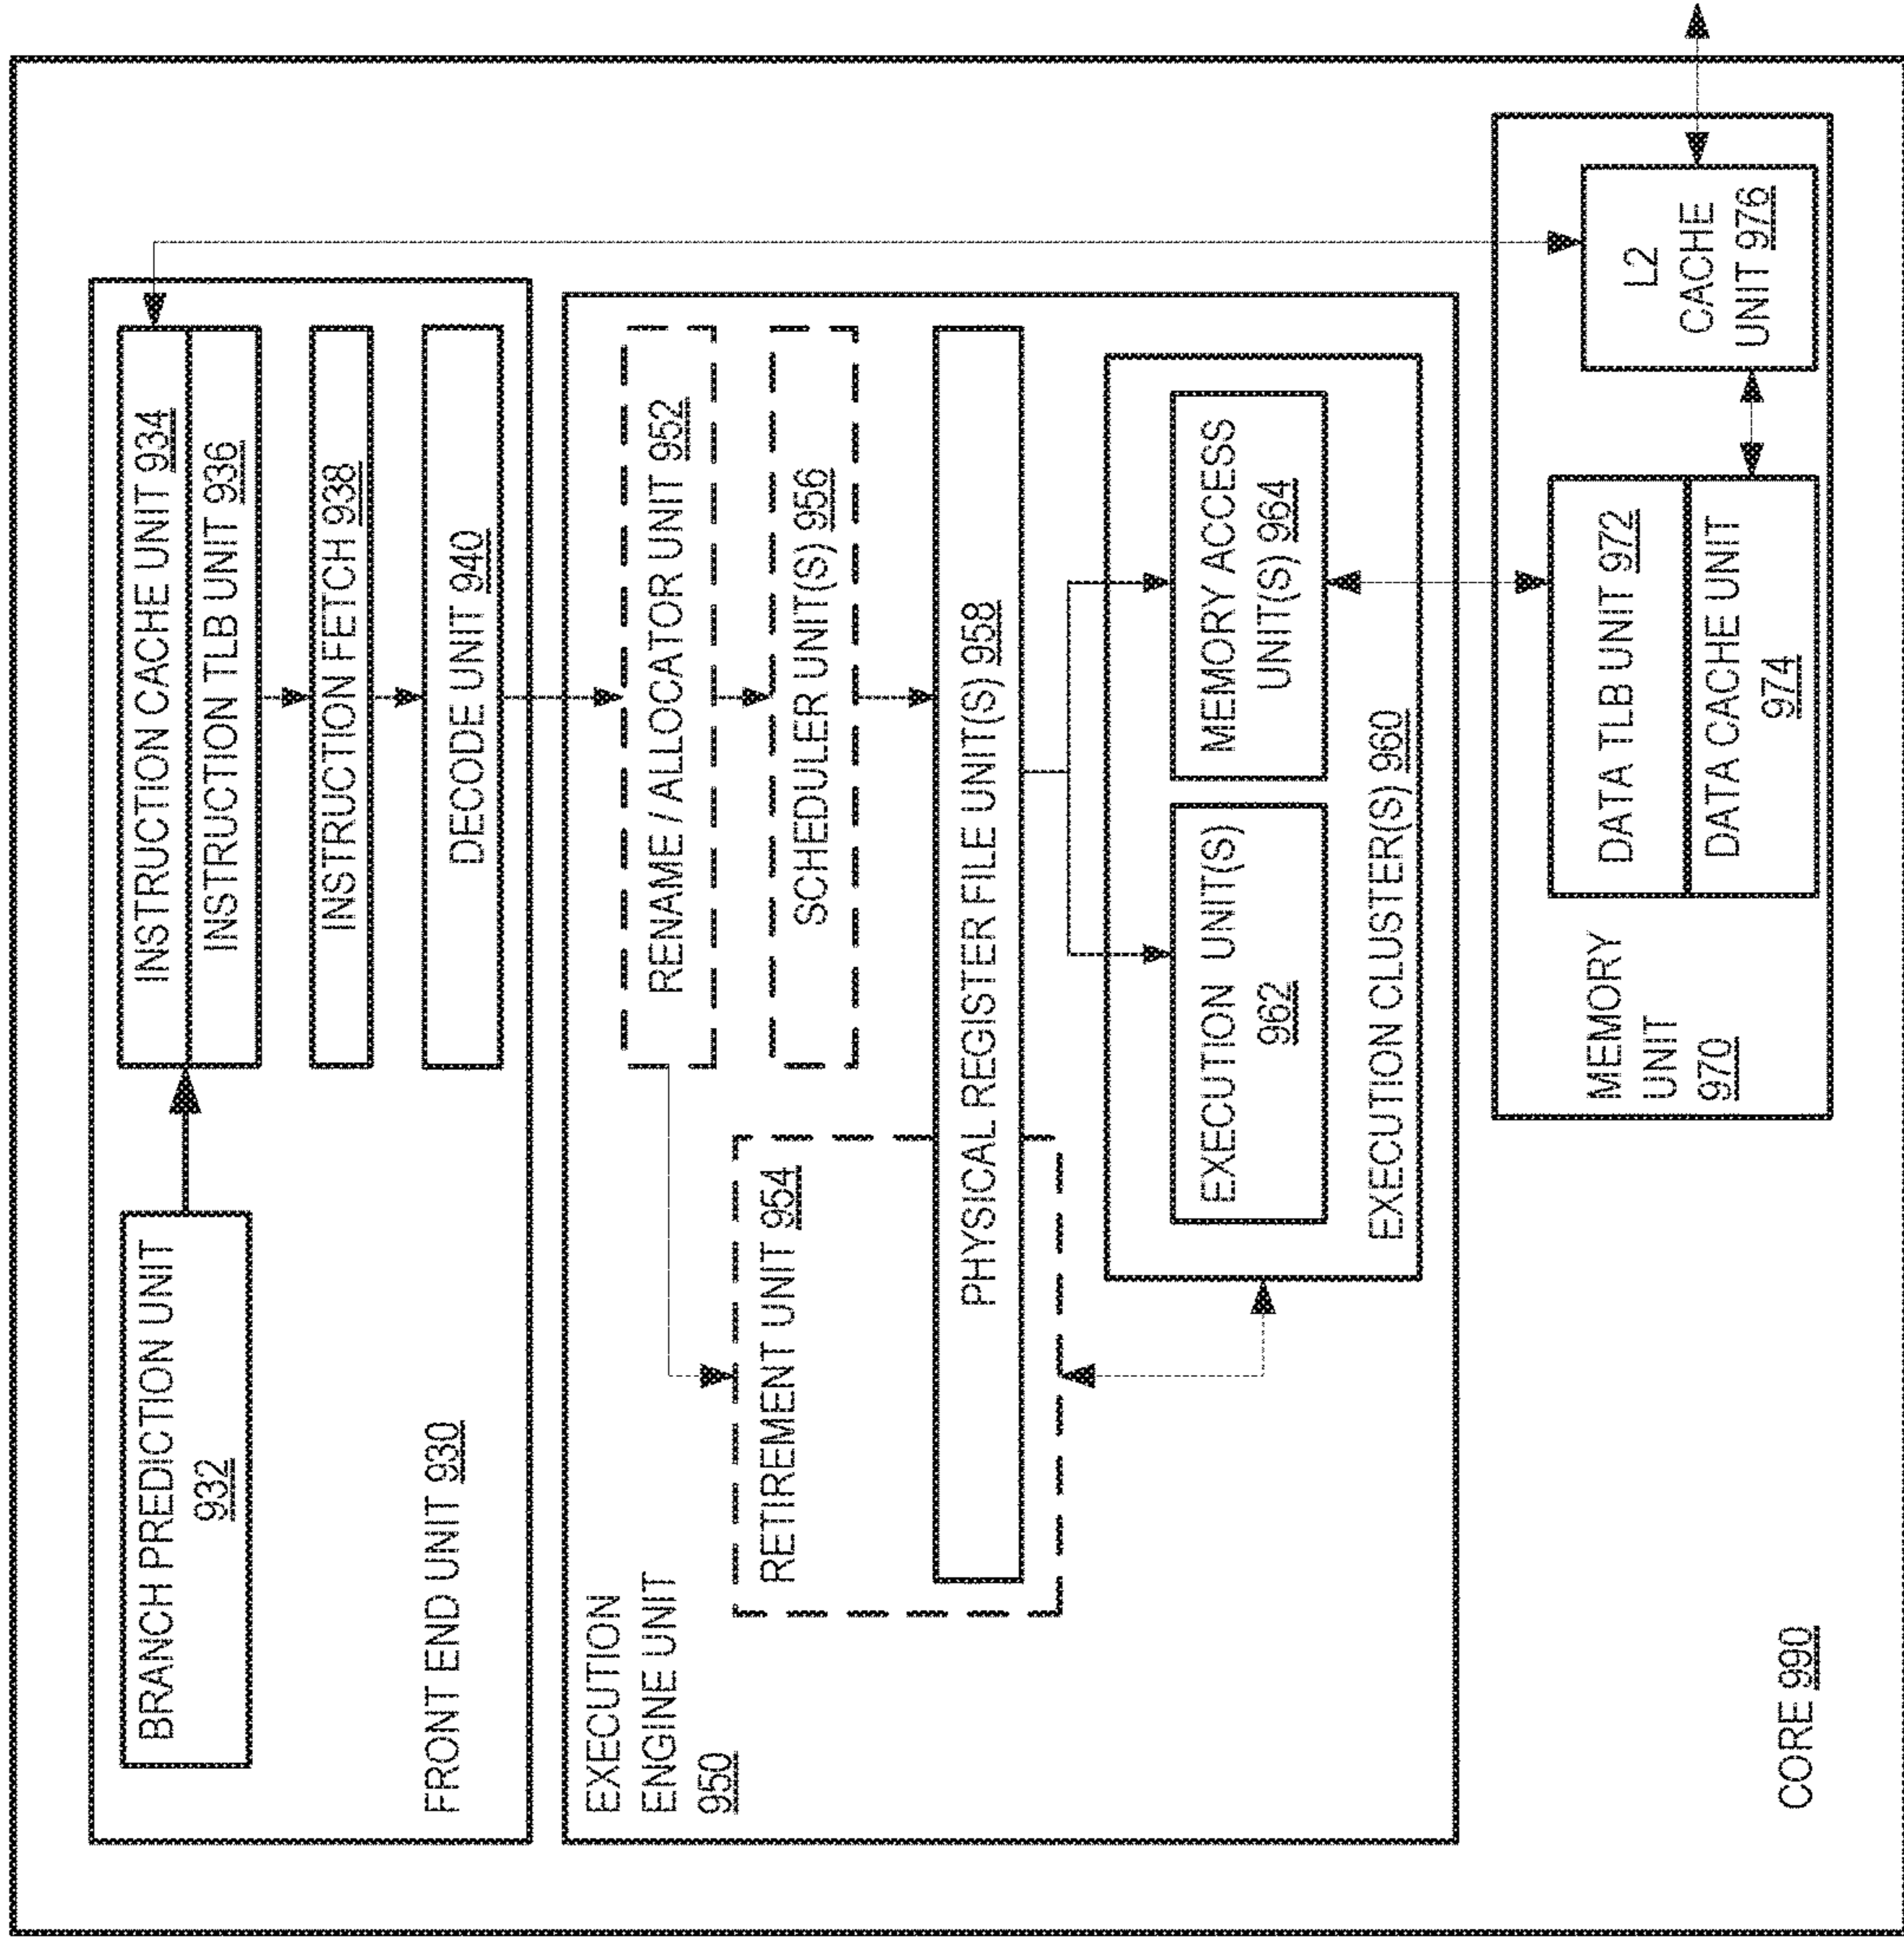 BRANCH PREDICTION UNIT
932
INSTRUCTION CACHE UNIT 934
INSTRUCTION TLB UNIT 936
INSTRUCTION FETCH 938
DECODE UNIT 940
FRONT END UNIT 930
EXECUTION
ENGINE UNIT
950
RENAME / ALLOCATOR UNIT 952
RETIREMENT UNIT 954
SCHEDULER UNIT(S) 956
PHYSICAL REGISTER FILE UNIT(S) 958
EXECUTION UNIT(S)
962
MEMORY ACCESS
UNIT(S) 964
EXECUTION CLUSTER(S) 960
MEMORY
UNIT
970
DATA TLB UNIT 972
DATA CACHE UNIT
974
L2
CACHE
UNIT 976
CORE 990